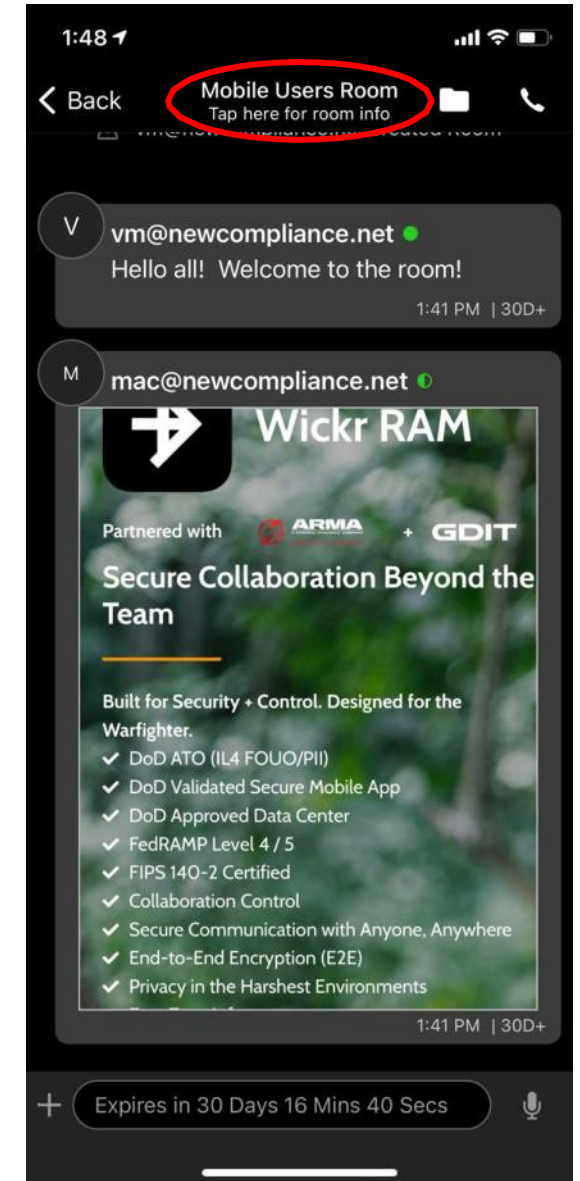 1:48
Back
Mobile Users Room
Tap here for room info
V
vm@newcompliance.net
Hello all! Welcome to the room!
1:41 PM | 30D+
M
mac@newcompliance.net
Wickr RAM
Partnered with
ARMA
+ GDIT
Secure Collaboration Beyond the
Team
Built for Security + Control. Designed for the
Warfighter.
DoD ATO (IL4 FOUO/PII)
DoD Validated Secure Mobile App
DoD Approved Data Center
FedRAMP Level 4 / 5
FIPS 140-2 Certified
Collaboration Control
Secure Communication with Anyone, Anywhere
End-to-End Encryption (E2E)
Privacy in the Harshest Environments
1:41 PM | 30D+
Expires in 30 Days 16 Mins 40 Secs